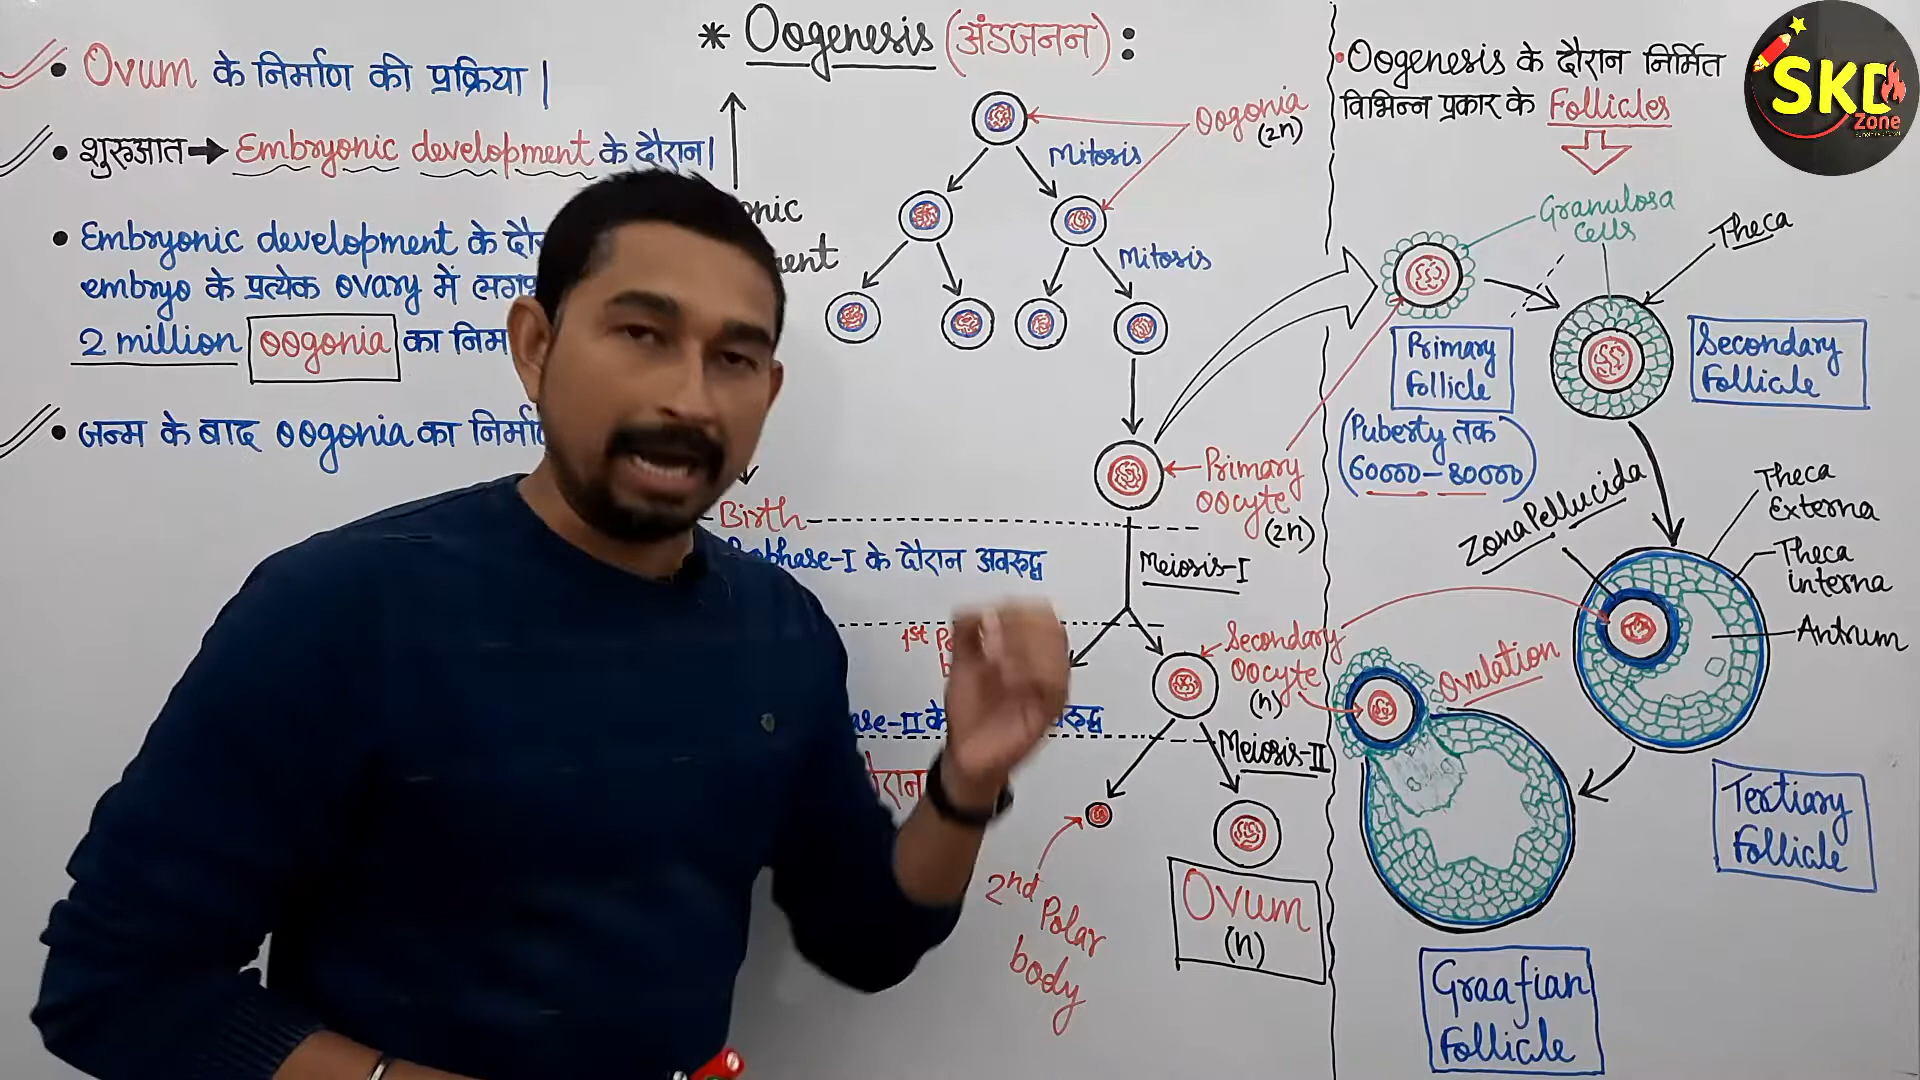 * Oogenesis (अंडजनन) :
• Ovum के निर्माण की प्रक्रिया |
• शुरुआत → Embryonic development के दौरान|
• Embryonic development के
embryo के प्रत्येक ovary में
2 million oogonia का
• जन्म के बाद oogonia का
Oogonia
(2n)
Mitosis
Mitosis
Primary
Oocyte
(2n)
Birth
के दौरान अवरूद्ध
Meiosis-I
1st
Secondary
Oocyte
(n)
Meiosis-II
2nd Polar
body
Ovum
(n)
• Oogenesis के दौरान निर्मित
विभिन्न प्रकार के Follicles
Granulosa
Cells
Theca
Primary
Follicle
(Puberty तक
60000-80000)
Secondary
Follicle
Zona Pellucida
Theca
Externa
Theca
interna
Antrum
Ovulation
Tertiary
Follicle
Graafian
Follicle
SKD
Zone